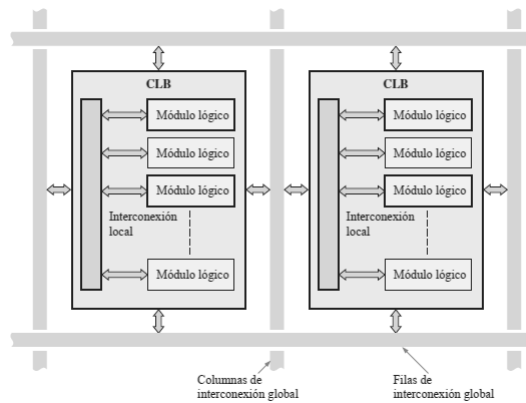 CLB
Módulo lógico
Módulo lógico
Módulo lógico
Interconexión
local
Módulo lógico
CLB
Módulo lógico
Módulo lógico
Módulo lógico
Interconexión
local
Módulo lógico
Columnas de
interconexión global
Filas de
interconexión global